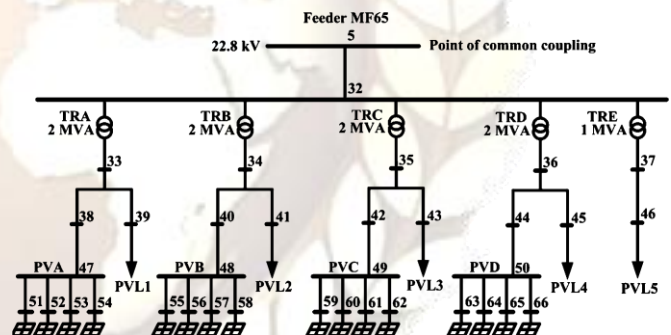 Feeder MF65
5
22.8 kV
Point of common coupling
32
TRA
2 MVA
TRB
2 MVA
TRC
2 MVA
TRD
2 MVA
TRE
1 MVA
33
34
35
36
37
38
39
40
41
42
43
44
45
46
PVA
47
PVL1
PVB
48
PVL2
PVC
49
PVL3
PVD
50
PVL4
PVL5
51
52
53
54
55
56
57
58
59
60
61
62
63
64
65
66